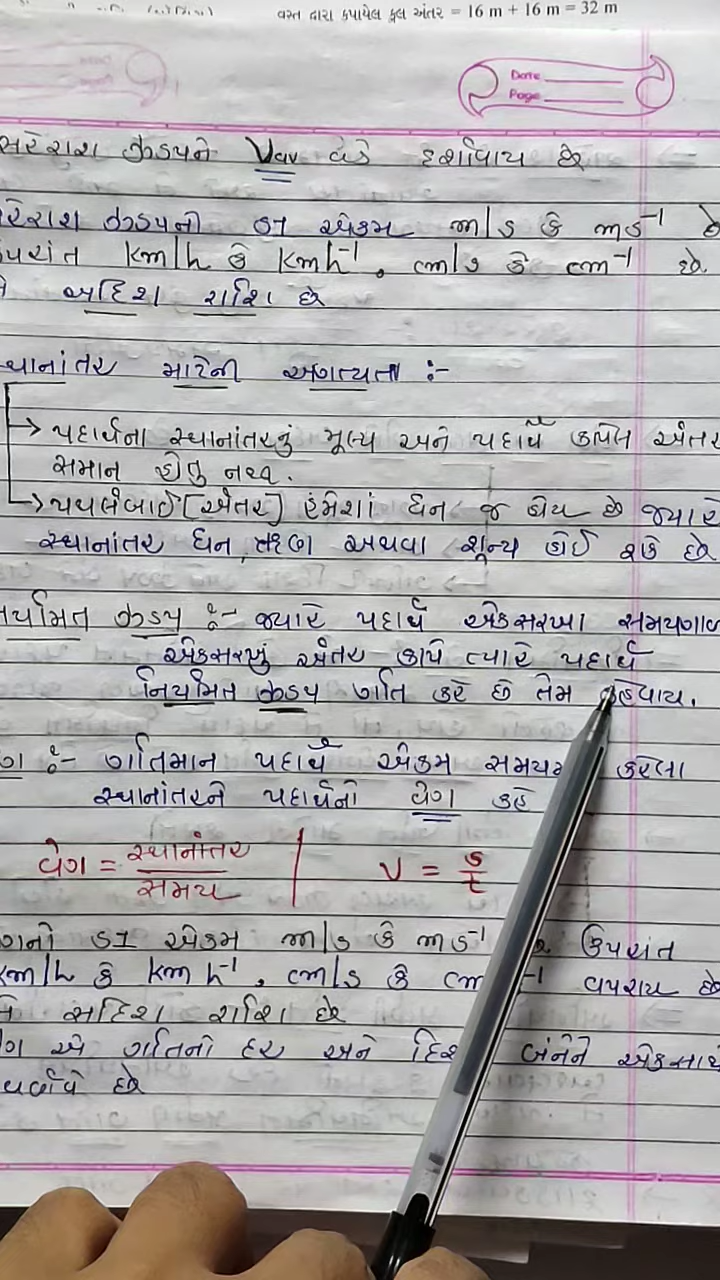 વસ્તુ દ્વારા કપાયેલ કુલ અંતર = 16 m + 16 m = 32 m
Date
Page
સરેરાશ ઝડપને Vav વડે દર્શાવાય છે
ઝડપની SI એકમ m/s કે ms⁻¹ છે
ઉપરાંત km/h કે kmh⁻¹, cm/s કે cm⁻¹ છે.
અદિશ રાશિ છે
સ્થાનાંતર માટેની અગત્યતા :-
→ પદાર્થના સ્થાનાંતરનું મૂલ્ય અને પદાર્થે કાપેલ અંતર
સમાન હોતુ નથી.
→ પથલંબાઈ [અંતર] હંમેશાં ધન જ હોય છે જ્યારે
સ્થાનાંતર ધન, ઋણ અથવા શૂન્ય હોઈ શકે છે
નિયમિત ઝડપ :- જ્યારે પદાર્થ એકસરખા સમયગાળ
એકસરખું અંતર કાપે ત્યારે પદાર્થ
નિયમિત ઝડપ ગતિ કરે છે તેમ કહેવાય.
ગ :- ગતિમાન પદાર્થે એકમ સમયમ કરેલા
સ્થાનાંતરને પદાર્થનો વેગ કહે
વેગ = સ્થાનાંતર / સમય | v = s/t
ગનો SI એકમ m/s કે ms⁻¹ ઉપરાંત
km/h કે km h⁻¹, cm/s કે cm ⁻¹ વપરાય છે
સદિશ રાશિ છે
ગ એ ગતિનો દર અને દિશ બંનેને એકસાથે
દર્શાવે છે